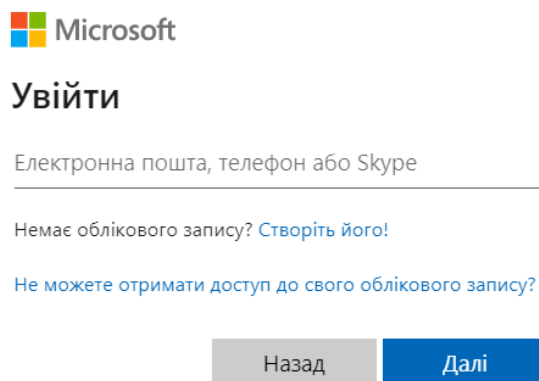 Microsoft
Увійти
Електронна пошта, телефон або Skype
Немає облікового запису? Створіть його!
Не можете отримати доступ до свого облікового запису?
Назад Далі